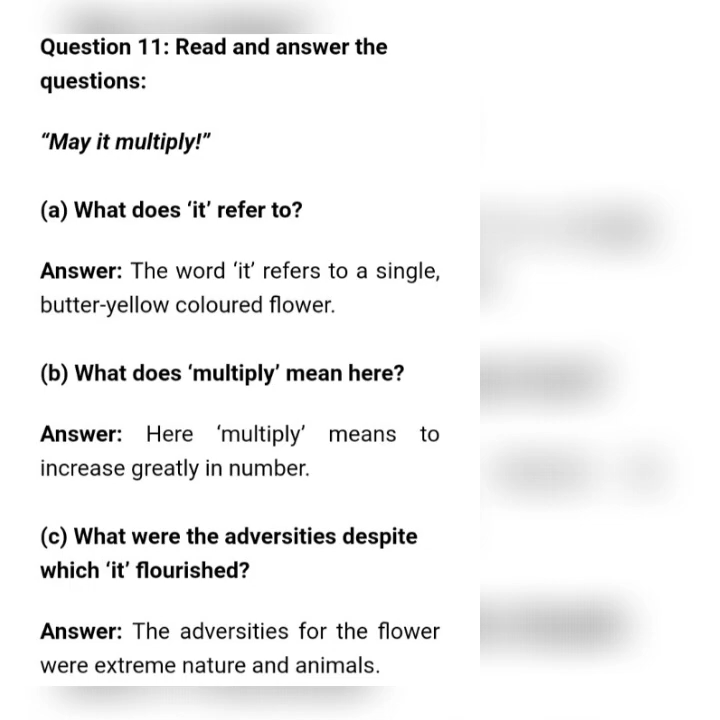 Question 11: Read and answer the
questions:
“May it multiply!”
(a) What does ‘it’ refer to?
Answer: The word ‘it’ refers to a single,
butter-yellow coloured flower.
(b) What does ‘multiply’ mean here?
Answer: Here ‘multiply’ means to
increase greatly in number.
(c) What were the adversities despite
which ‘it’ flourished?
Answer: The adversities for the flower
were extreme nature and animals.